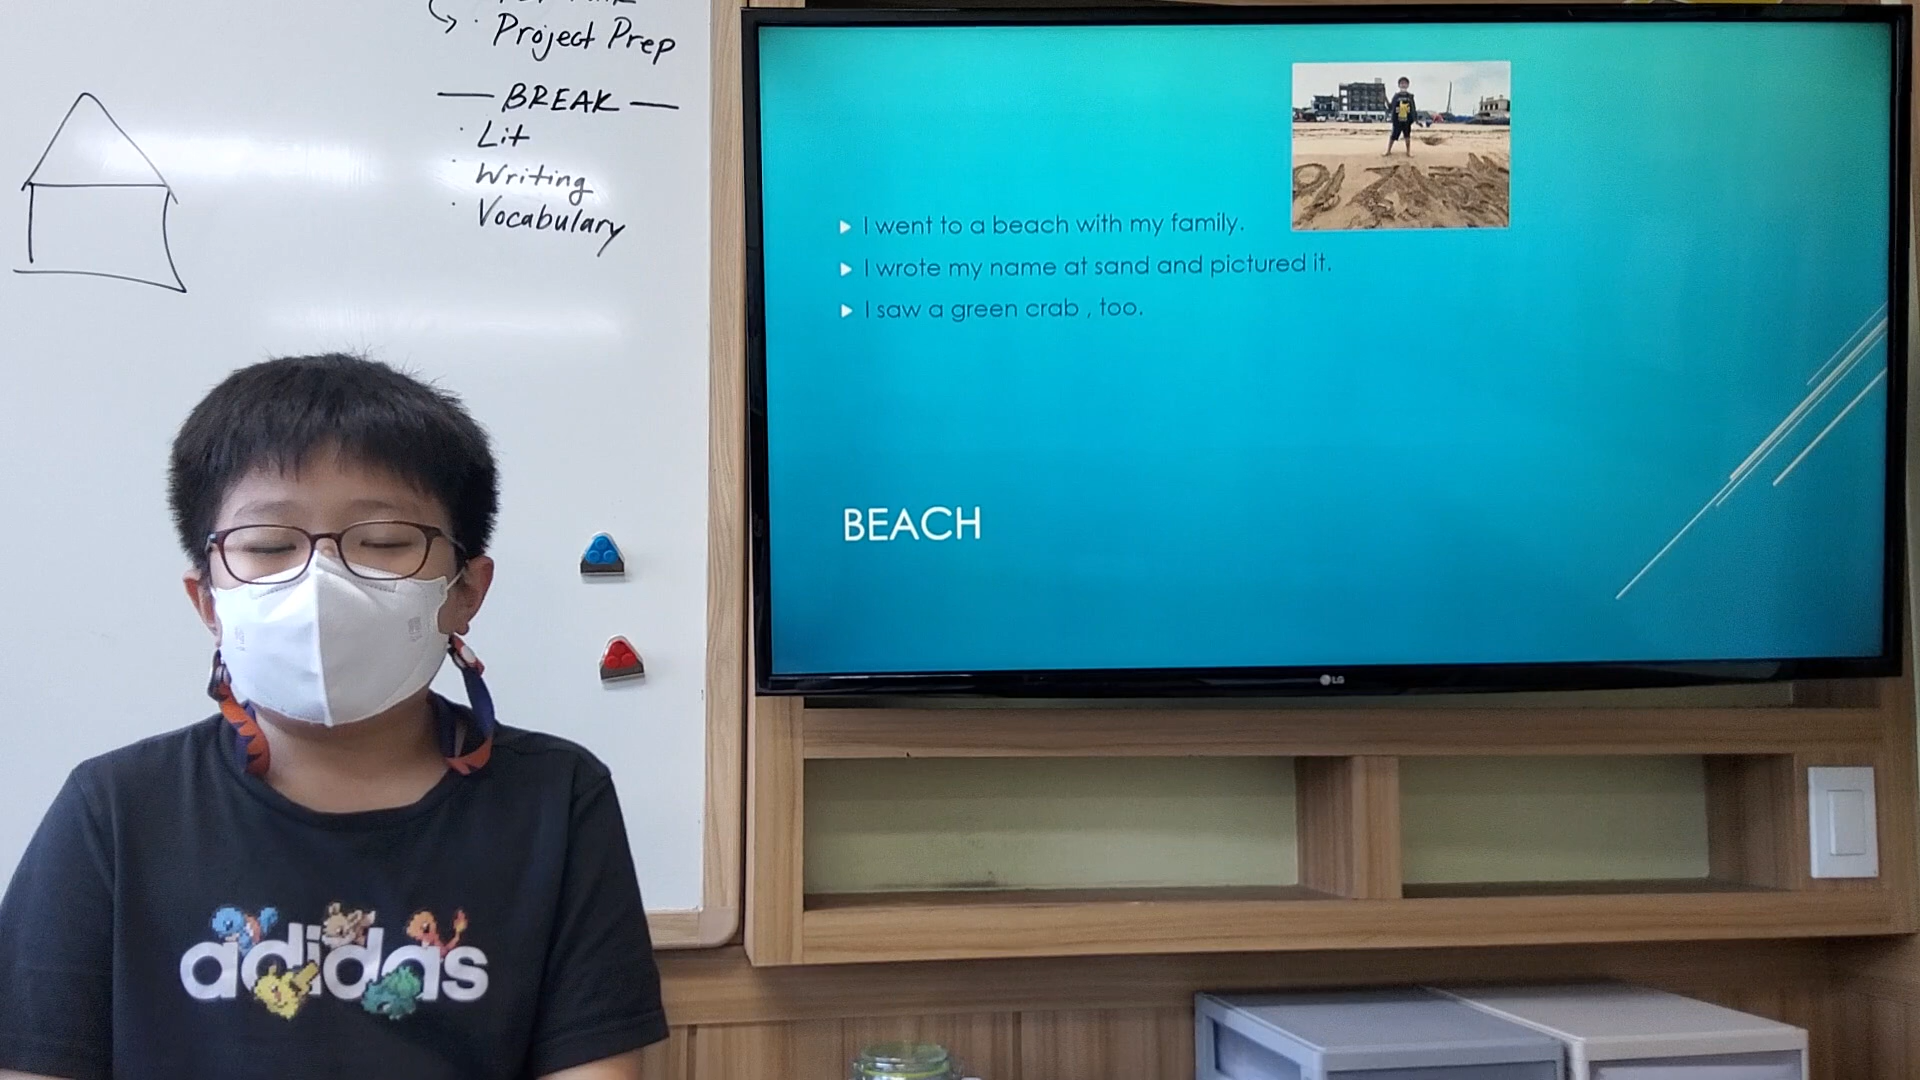 Project Prep
BREAK
Lit
Writing
Vocabulary
I went to a beach with my family.
I wrote my name at sand and pictured it.
I saw a green crab , too.
BEACH
LG
adidas